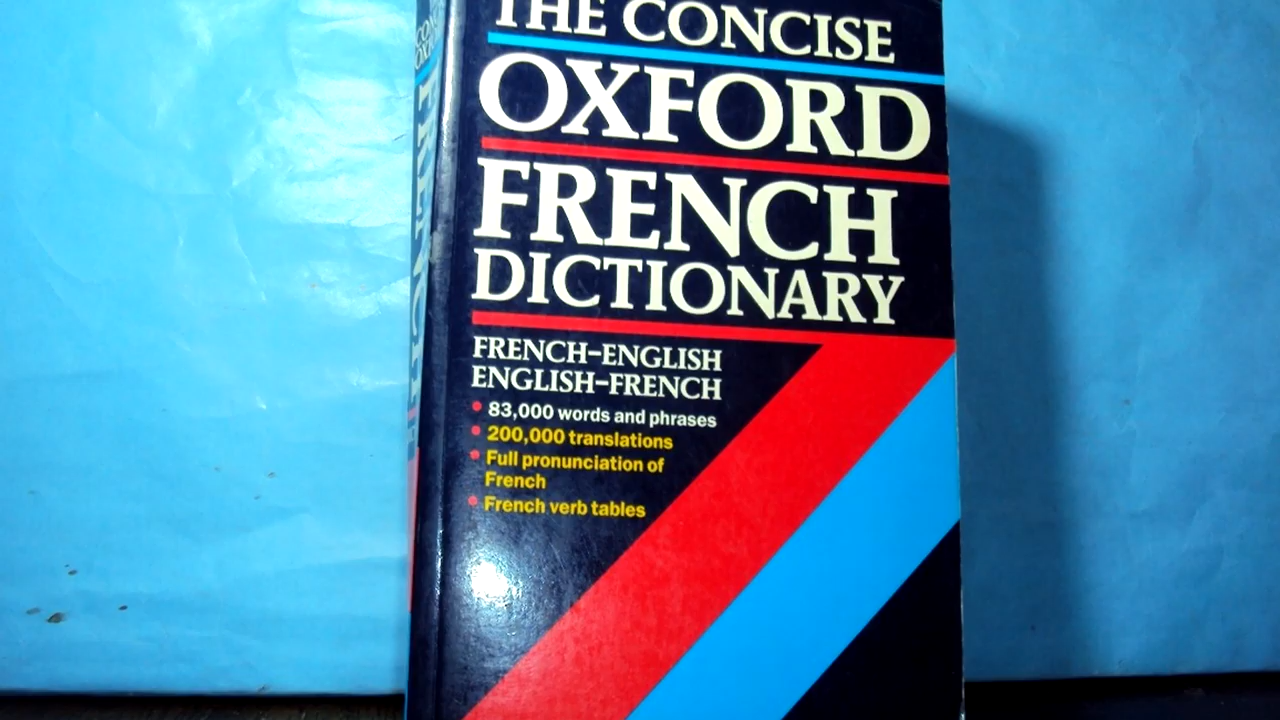 THE CONCISE
OXFORD
FRENCH
DICTIONARY
FRENCH-ENGLISH
ENGLISH-FRENCH
• 83,000 words and phrases
• 200,000 translations
• Full pronunciation of
French
• French verb tables
FRENCH